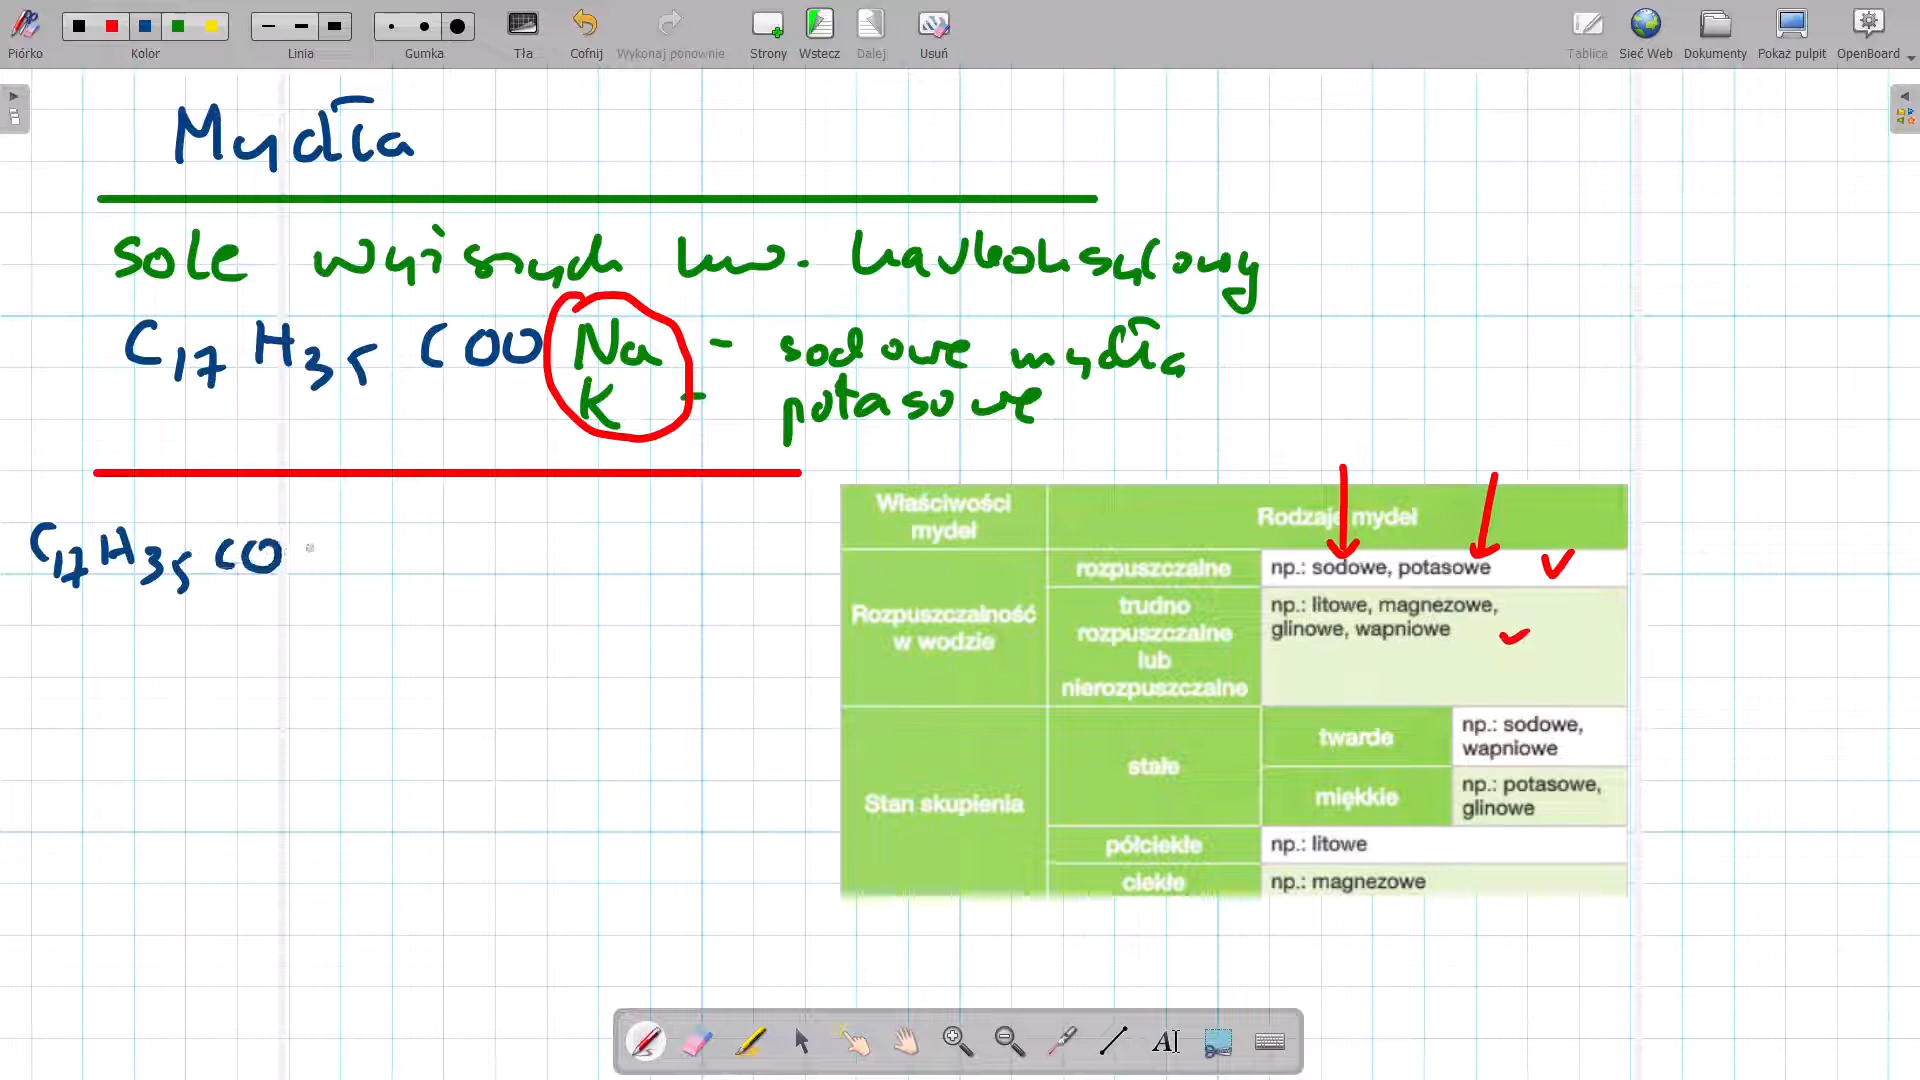 Piórko Kolor Linia Gumka Tła Cofnij Wykonaj ponownie Strony Wstecz Dalej Usuń Tablica Sieć Web Dokumenty Pokaż pulpit OpenBoard
Mydła
sole wyższych kw. karboksylowy
C17H35COONa - sodowe mydła
K - potasowe
C17H35CO
Właściwości mydeł
Rodzaje mydeł
Rozpuszczalność w wodzie
rozpuszczalne
np.: sodowe, potasowe
trudno rozpuszczalne lub nierozpuszczalne
np.: litowe, magnezowe,
glinowe, wapniowe
Stan skupienia
stałe
twarde
np.: sodowe,
wapniowe
miękkie
np.: potasowe,
glinowe
półciekłe
np.: litowe
ciekłe
np.: magnezowe